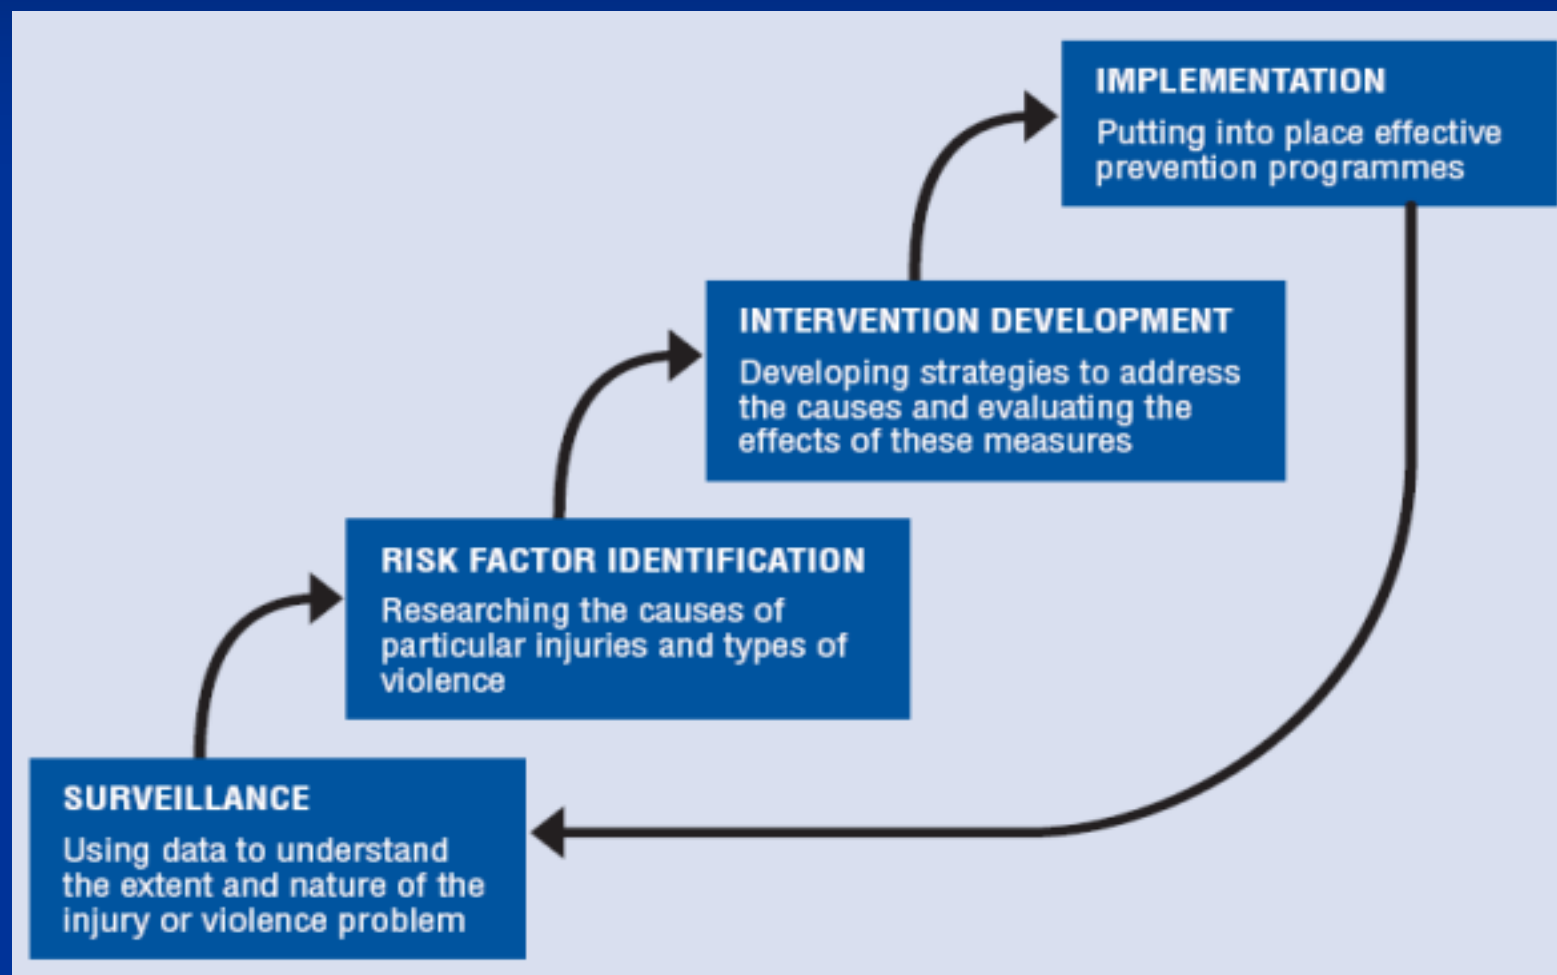 IMPLEMENTATION
Putting into place effective
prevention programmes
INTERVENTION DEVELOPMENT
Developing strategies to address
the causes and evaluating the
effects of these measures
RISK FACTOR IDENTIFICATION
Researching the causes of
particular injuries and types of
violence
SURVEILLANCE
Using data to understand
the extent and nature of the
injury or violence problem